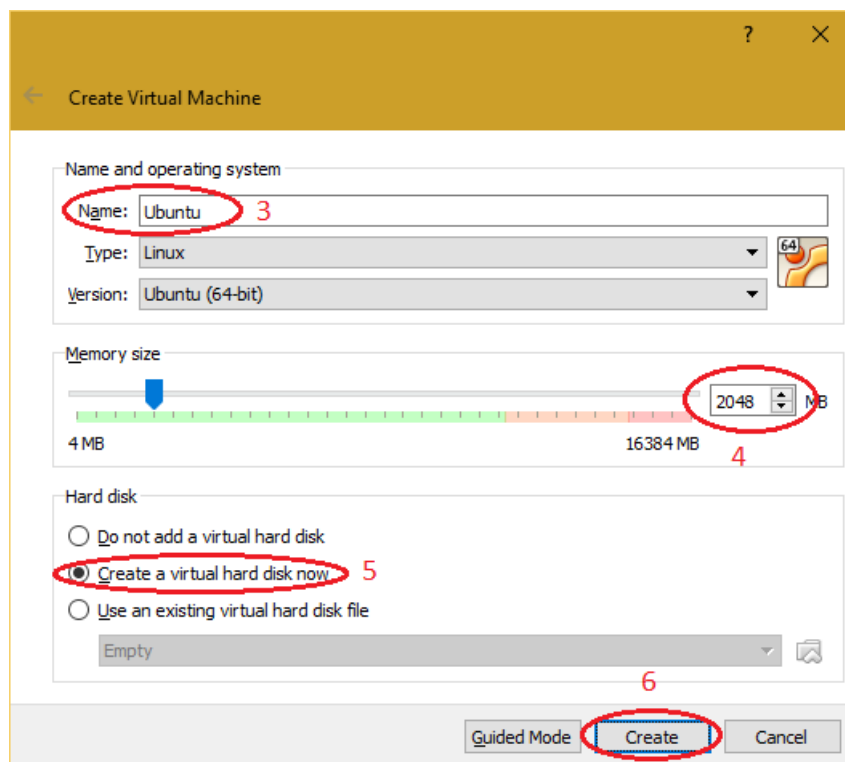 ?
Create Virtual Machine
Name and operating system
Name: Ubuntu 3
Type: Linux
64
Version: Ubuntu (64-bit)
Memory size
2048 MB
4 MB 16384 MB
4
Hard disk
Do not add a virtual hard disk
Create a virtual hard disk now 5
Use an existing virtual hard disk file
Empty
6
Guided Mode Create Cancel